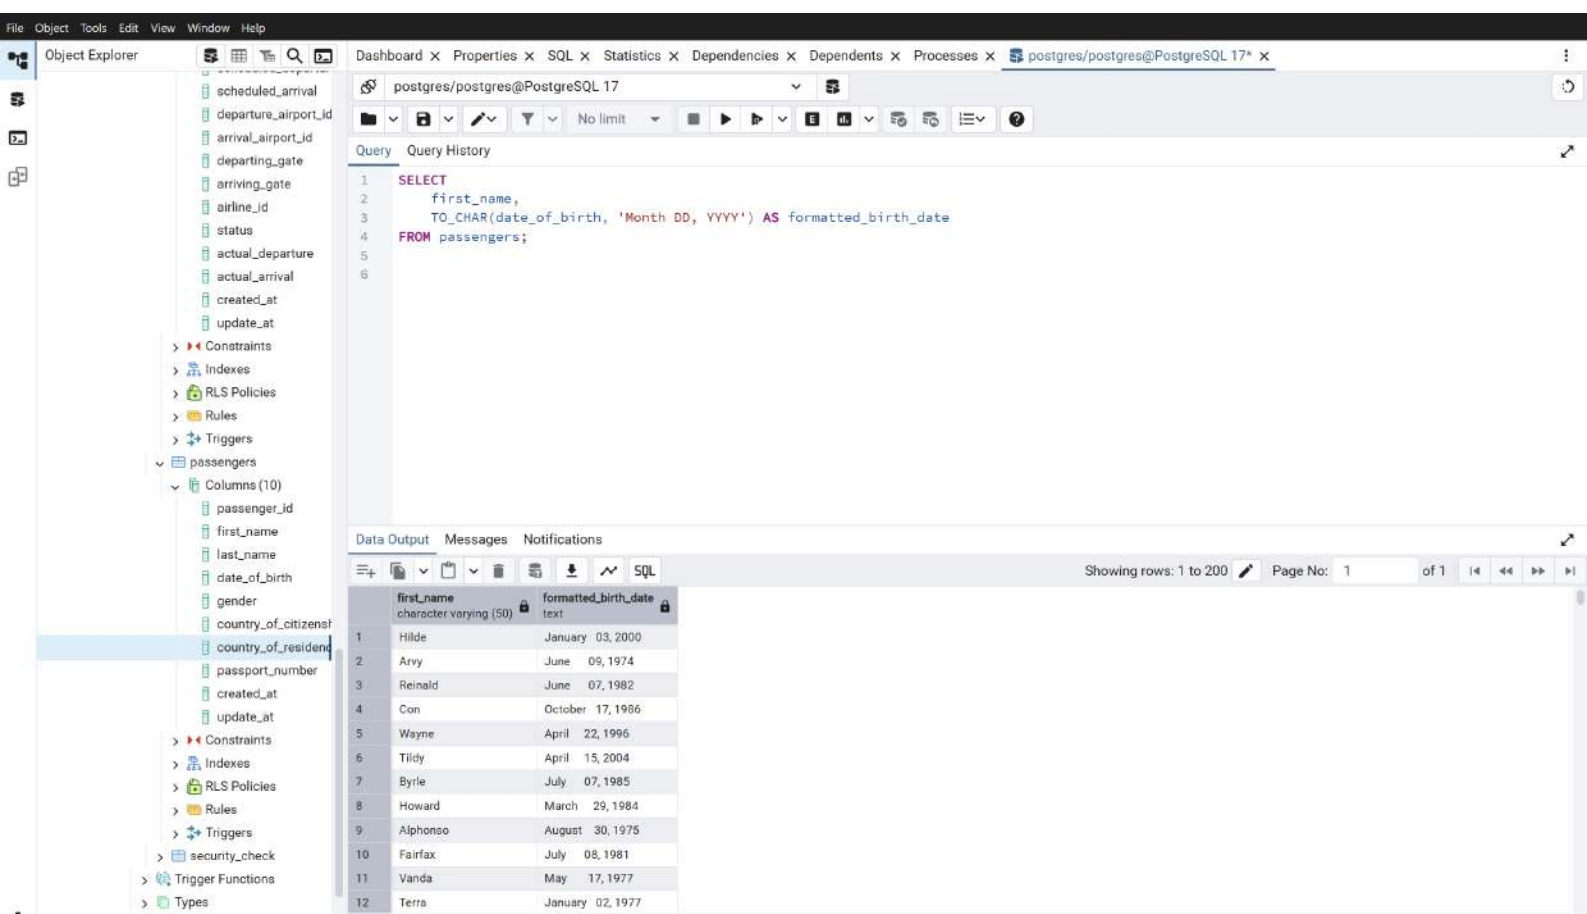 File Object Tools Edit View Window Help
Object Explorer
scheduled_arrival
departure_airport_id
arrival_airport_id
departing_gate
arriving_gate
airline_id
status
actual_departure
actual_arrival
created_at
update_at
Constraints
Indexes
RLS Policies
Rules
Triggers
passengers
Columns (10)
passenger_id
first_name
last_name
date_of_birth
gender
country_of_citizensh
country_of_residenc
passport_number
created_at
update_at
Constraints
Indexes
RLS Policies
Rules
Triggers
security_check
Trigger Functions
Types
Dashboard X Properties X SQL X Statistics X Dependencies X Dependents X Processes X postgres/postgres@PostgreSQL 17* X
postgres/postgres@PostgreSQL 17
No limit E
Query Query History
1 SELECT
2 first_name,
3 TO_CHAR(date_of_birth, 'Month DD, YYYY') AS formatted_birth_date
4 FROM passengers;
5
6
Data Output Messages Notifications
SQL Showing rows: 1 to 200 Page No: 1 of 1
first_name formatted_birth_date
character varying (50) text
1 Hilde January 03, 2000
2 Arvy June 09, 1974
3 Reinald June 07, 1982
4 Con October 17, 1986
5 Wayne April 22, 1996
6 Tildy April 15, 2004
7 Byrle July 07, 1985
8 Howard March 29, 1984
9 Alphonso August 30, 1975
10 Fairfax July 08, 1981
11 Vanda May 17, 1977
12 Terra January 02, 1977